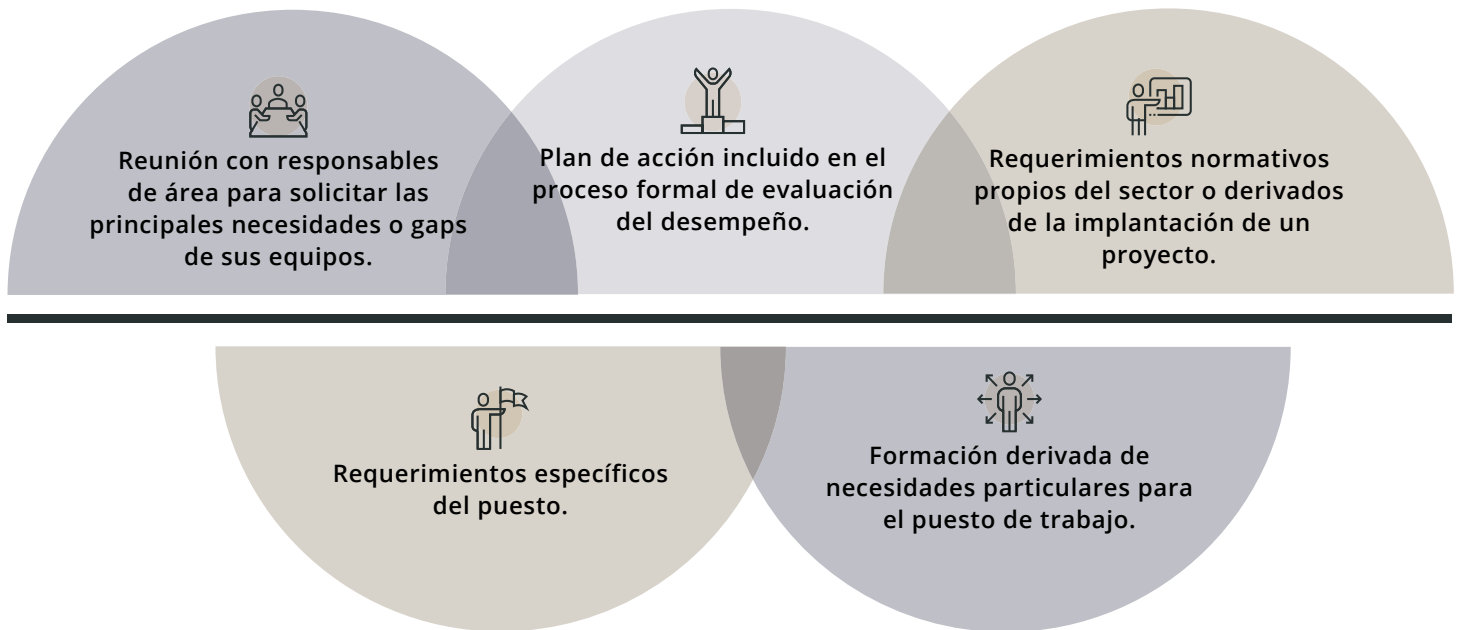 Reunión con responsables
de área para solicitar las
principales necesidades o gaps
de sus equipos.
Plan de acción incluido en el
proceso formal de evaluación
del desempeño.
Requerimientos normativos
propios del sector o derivados
de la implantación de un
proyecto.
Requerimientos específicos
del puesto.
Formación derivada de
necesidades particulares para
el puesto de trabajo.